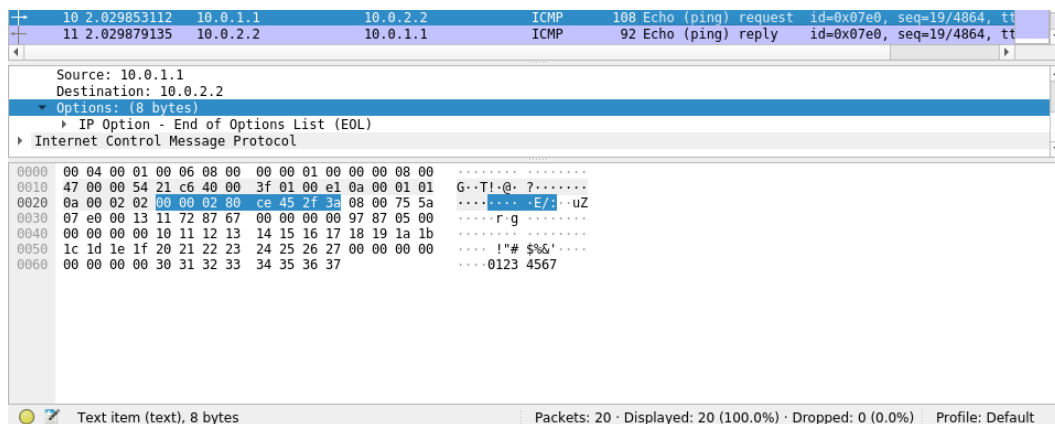 10 2.029853112 10.0.1.1 10.0.2.2 ICMP 108 Echo (ping) request id=0x07e0, seq=19/4864, tt
11 2.029879135 10.0.2.2 10.0.1.1 ICMP 92 Echo (ping) reply id=0x07e0, seq=19/4864, tt
Source: 10.0.1.1
Destination: 10.0.2.2
Options: (8 bytes)
IP Option - End of Options List (EOL)
Internet Control Message Protocol
0000 00 04 00 01 00 06 08 00 00 00 01 00 00 00 08 00 ········ ········
0010 47 00 00 54 21 c6 40 00 3f 01 00 e1 0a 00 01 01 G··T!·@· ?·······
0020 0a 00 02 02 00 00 02 80 ce 45 2f 3a 08 00 75 5a ········ ·E/:··uZ
0030 07 e0 00 13 11 72 87 67 00 00 00 00 97 87 05 00 ·····r·g ········
0040 00 00 00 00 10 11 12 13 14 15 16 17 18 19 1a 1b ········ ········
0050 1c 1d 1e 1f 20 21 22 23 24 25 26 27 00 00 00 00 ···· !"# $%&'····
0060 00 00 00 00 30 31 32 33 34 35 36 37 ····0123 4567
Text item (text), 8 bytes Packets: 20 · Displayed: 20 (100.0%) · Dropped: 0 (0.0%) Profile: Default